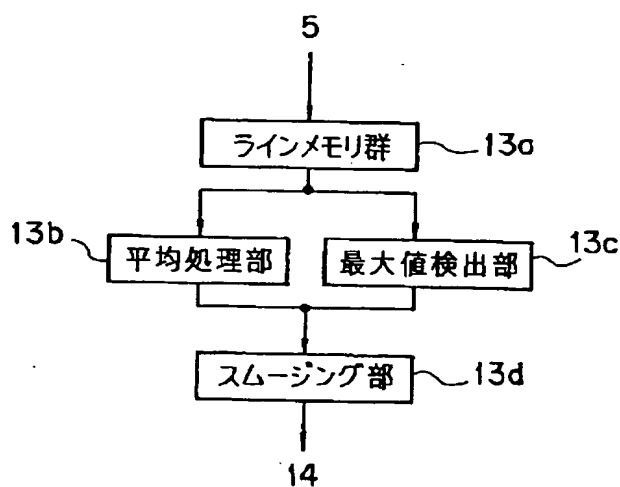 5
ラインメモリ群
13a
13b
平均処理部
最大値検出部
13c
スムージング部
13d
14